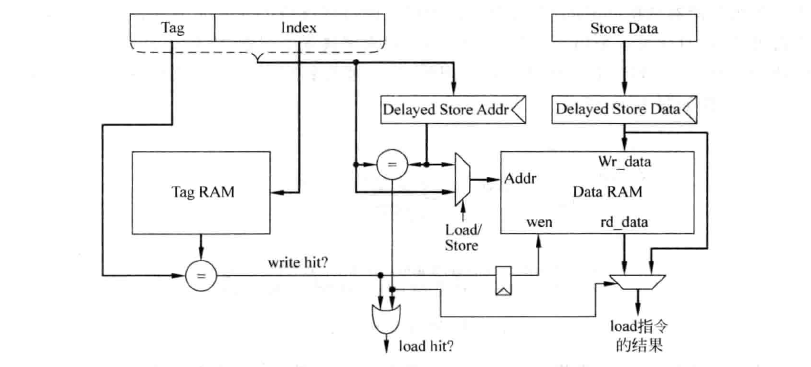 Tag
Index
Store Data
Delayed Store Addr
Delayed Store Data
=
Wr_data
Addr
Tag RAM
Data RAM
Load/
Store
wen
rd_data
write hit?
=
load hit?
load指令
的结果